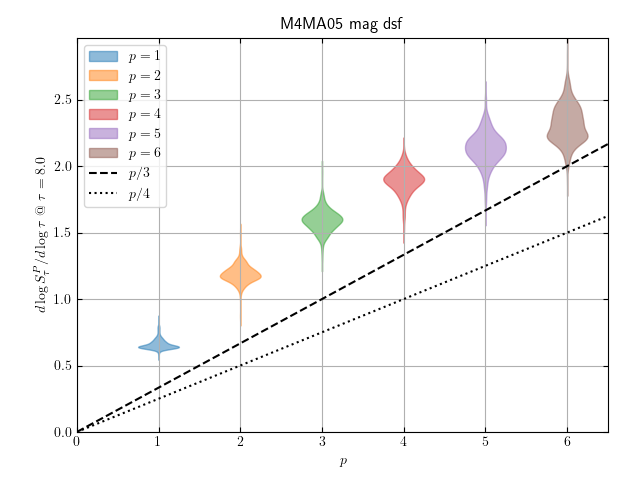 M4MA05 mag dsf
p = 1
p = 2
p = 3
p = 4
p = 5
p = 6
p/3
p/4
d log S_τ^P / d log τ @ τ = 8.0
2.5
2.0
1.5
1.0
0.5
0.0
0 1 2 3 4 5 6
p